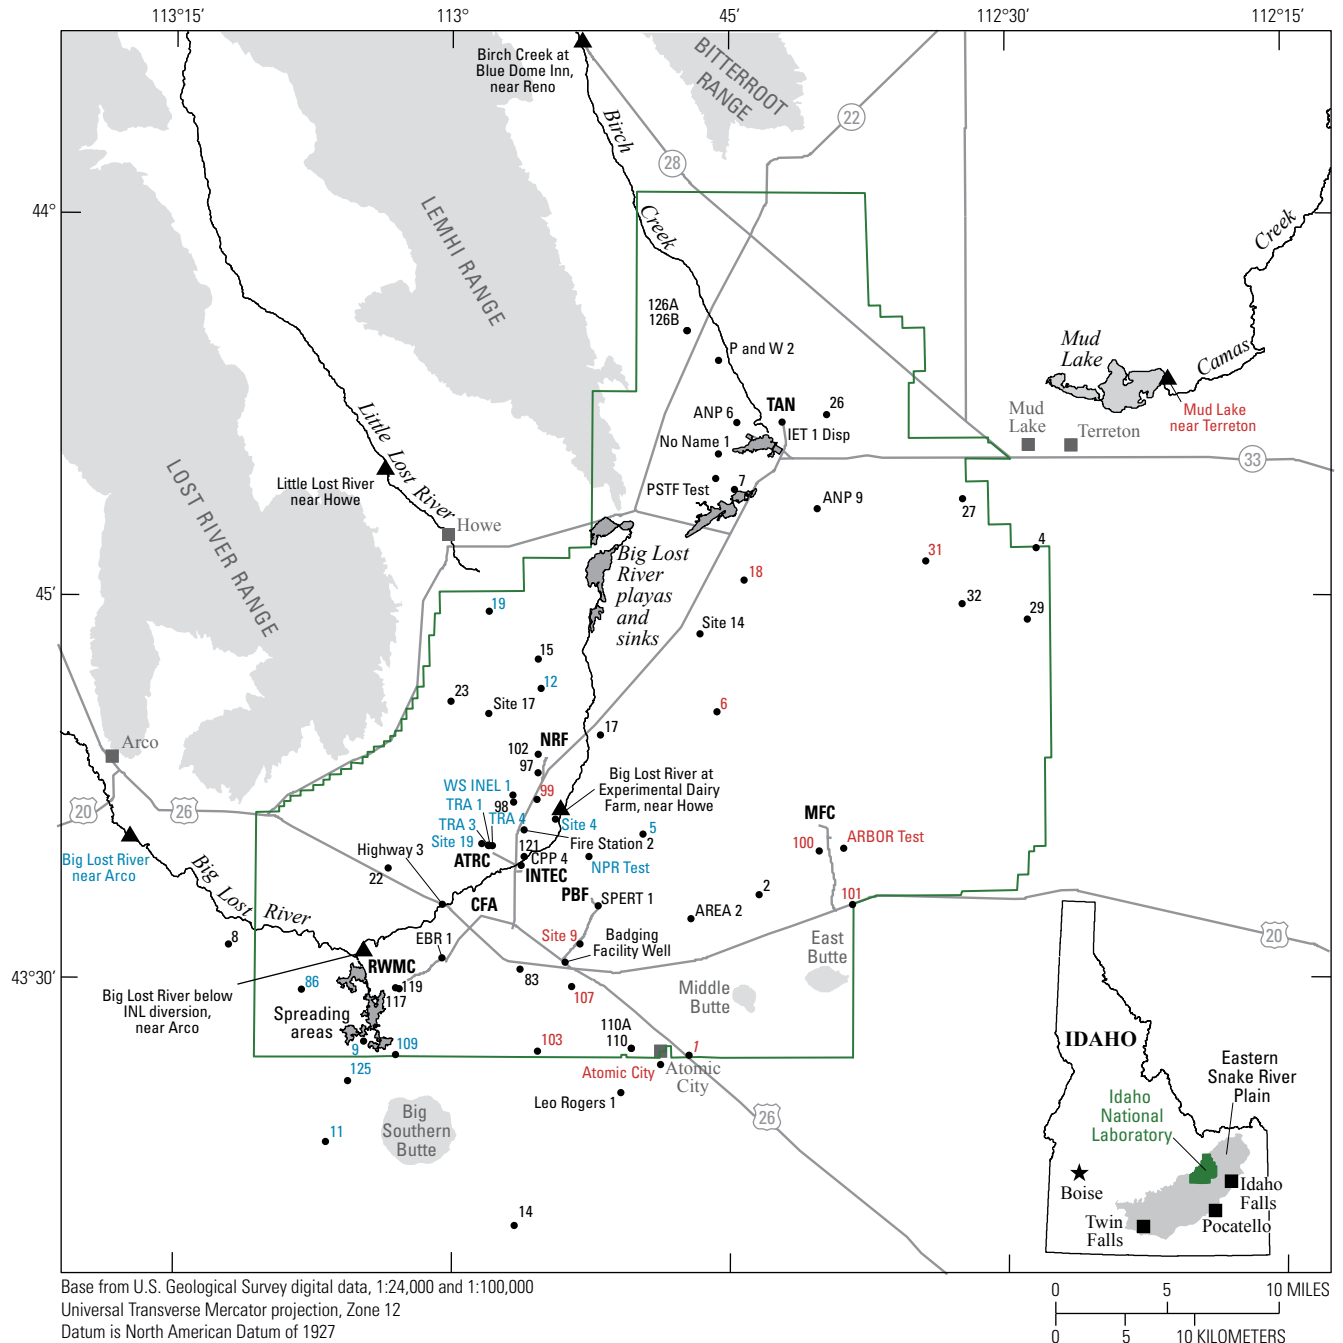 113°15'
113°
45'
112°30'
112°15'
Birch Creek at
Blue Dome Inn,
near Reno
BITTERROOT
RANGE
22
Birch
28
44°
Creek
LEMHI RANGE
Creek
126A
126B
P and W 2
Mud
Lake
Camas
TAN
26
ANP 6
IET 1 Disp
Mud
Lake
Terreton
Mud Lake
near Terreton
Little Lost River
No Name 1
33
LOST RIVER RANGE
Little Lost River
near Howe
PSTF Test
7
ANP 9
27
Howe
4
Big Lost
River
playas
and
sinks
31
18
45'
19
32
29
Site 14
15
12
23
Site 17
6
17
Arco
NRF
102
97
Big Lost River at
Experimental Dairy
Farm, near Howe
WS INEL 1
99
98
TRA 1
TRA 4
TRA 3
Site 4
5
20
26
MFC
Site 19
Fire Station 2
100
ARBOR Test
Highway 3
121
CPP 4
ATRC
INTEC
NPR Test
Big Lost River
near Arco
22
Big Lost River
PBF
SPERT 1
2
101
CFA
AREA 2
8
EBR 1
Site 9
Badging
Facility Well
East
Butte
20
RWMC
43°30'
83
86
119
117
107
Middle
Butte
Big Lost River below
INL diversion,
near Arco
Spreading
areas
110A
110
9
109
103
1
Atomic City
Atomic
City
125
Leo Rogers 1
Big
Southern
Butte
26
11
14
IDAHO
Eastern
Snake River
Plain
Idaho
National
Laboratory
Boise
Idaho
Falls
Twin
Falls
Pocatello
Base from U.S. Geological Survey digital data, 1:24,000 and 1:100,000
Universal Transverse Mercator projection, Zone 12
Datum is North American Datum of 1927
0 5 10 MILES
0 5 10 KILOMETERS